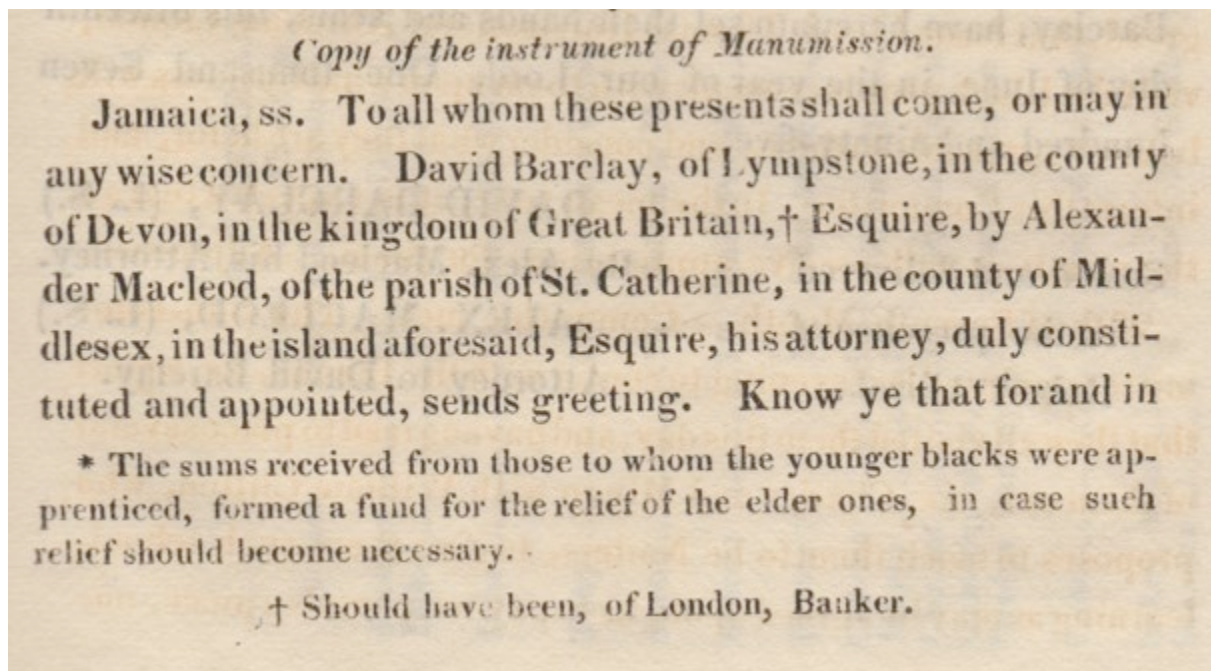 Copy of the instrument of Manumission.
Jamaica, ss. To all whom these presents shall come, or may in
any wise concern. David Barclay, of Lympstone, in the county
of Devon, in the kingdom of Great Britain,† Esquire, by Alexan-
der Macleod, of the parish of St. Catherine, in the county of Mid-
dlesex, in the island aforesaid, Esquire, his attorney, duly consti-
tuted and appointed, sends greeting. Know ye that for and in
* The sums received from those to whom the younger blacks were ap-
prenticed, formed a fund for the relief of the elder ones, in case such
relief should become necessary.
† Should have been, of London, Banker.